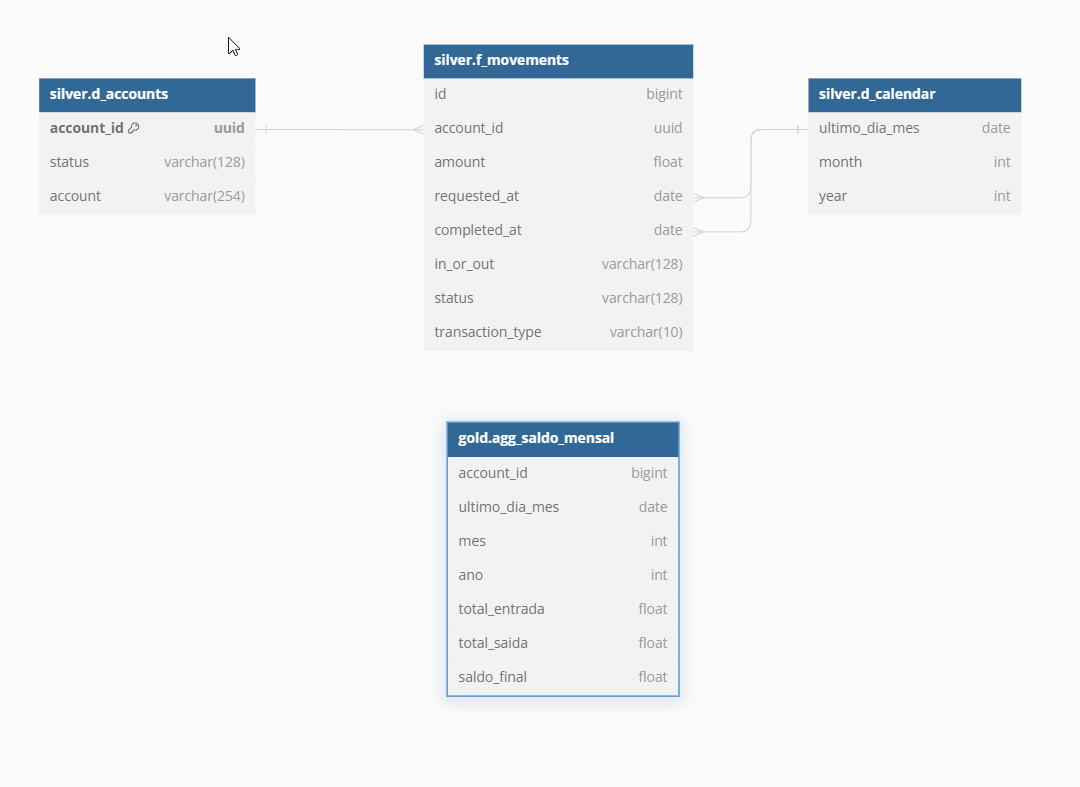 silver.d_accounts
account_id uuid
status varchar(128)
account varchar(254)
silver.f_movements
id bigint
account_id uuid
amount float
requested_at date
completed_at date
in_or_out varchar(128)
status varchar(128)
transaction_type varchar(10)
silver.d_calendar
ultimo_dia_mes date
month int
year int
gold.agg_saldo_mensal
account_id bigint
ultimo_dia_mes date
mes int
ano int
total_entrada float
total_saida float
saldo_final float